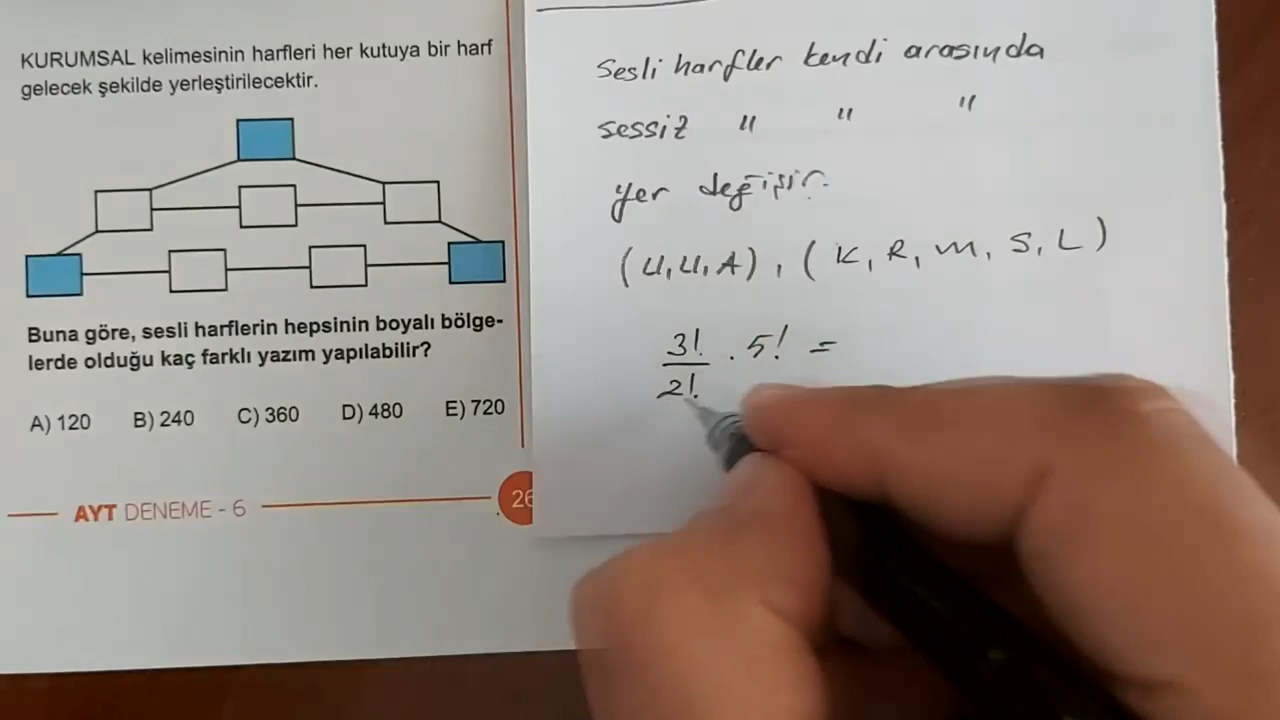 KURUMSAL kelimesinin harfleri her kutuya bir harf
gelecek şekilde yerleştirilecektir.
Buna göre, sesli harflerin hepsinin boyalı bölge-
lerde olduğu kaç farklı yazım yapılabilir?
A) 120 B) 240 C) 360 D) 480 E) 720
AYT DENEME - 6
26
Sesli harfler kendi arasında
sessiz " " "
yer değişir.
(U, U, A), (K, R, M, S, L)
3!/2! . 5! =